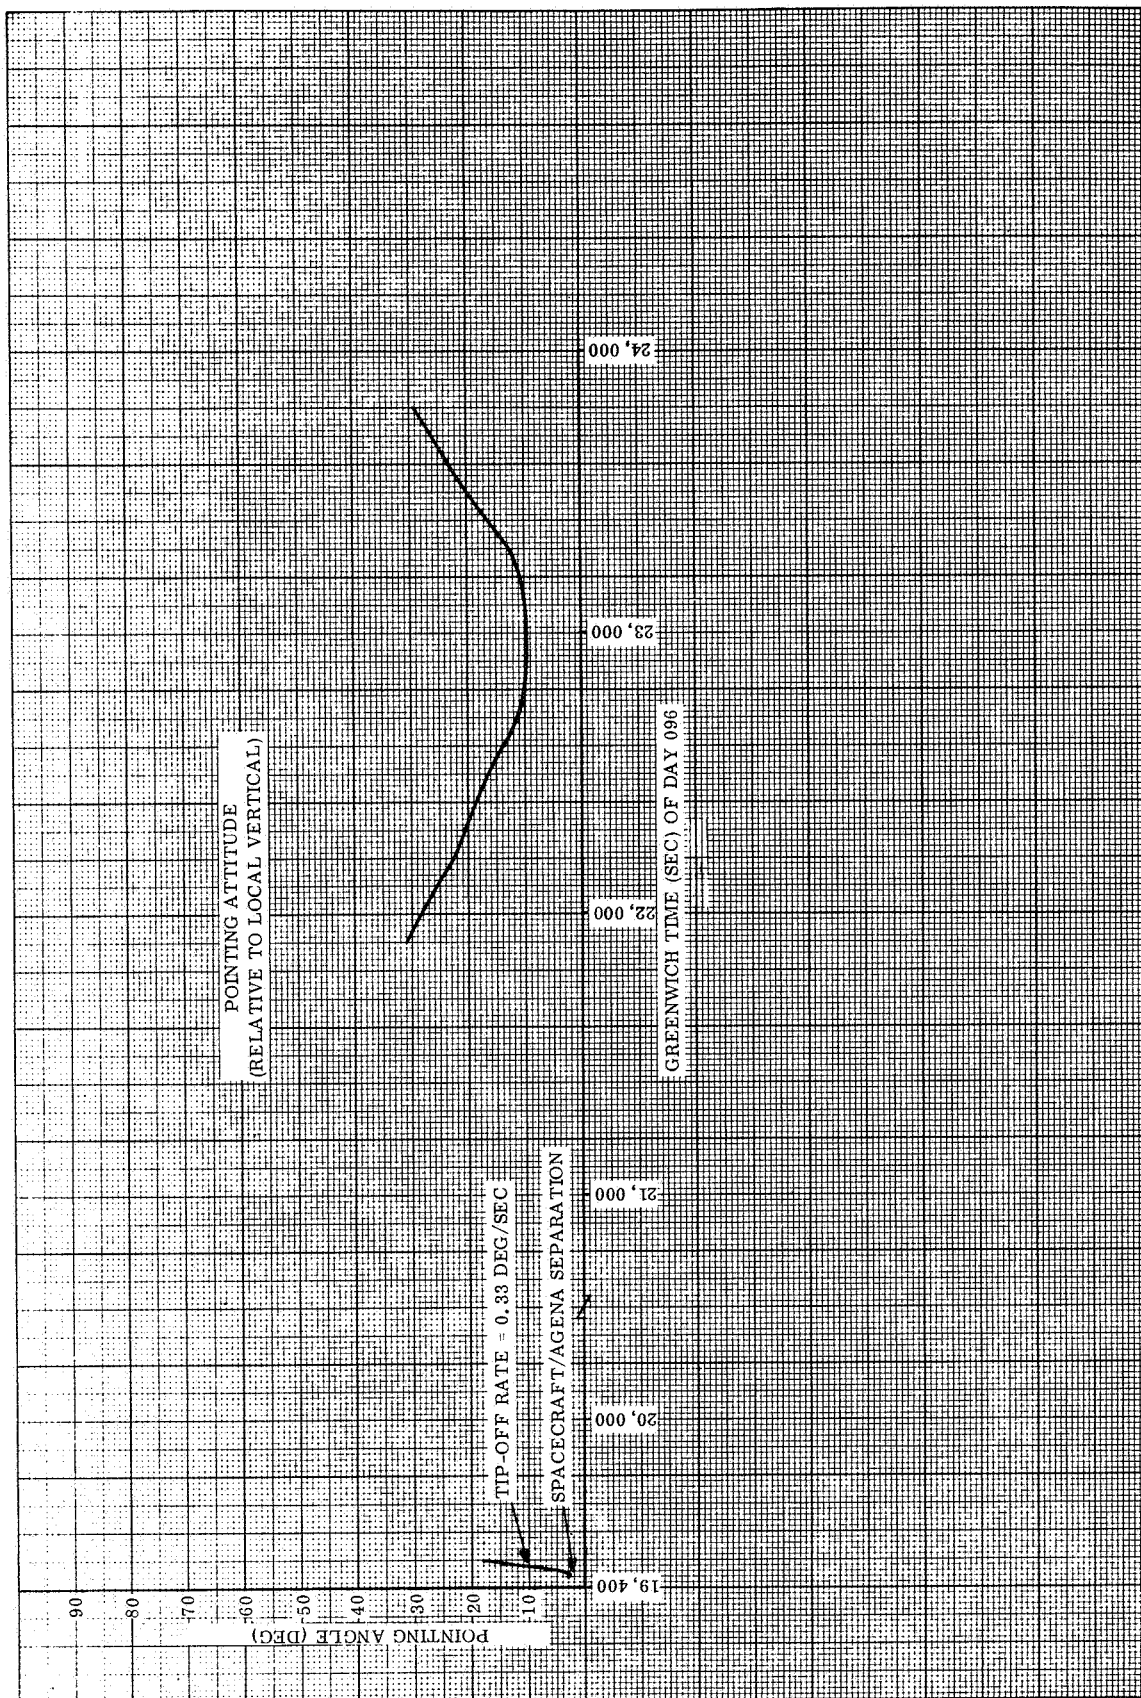 POINTING ATTITUDE
(RELATIVE TO LOCAL VERTICAL)
POINTING ANGLE (DEG)
90
80
70
60
50
40
30
20
10
TIP-OFF RATE = 0.33 DEG/SEC
SPACECRAFT/AGENA SEPARATION
19,400
20,000
21,000
22,000
23,000
24,000
GREENWICH TIME (SEC) OF DAY 096